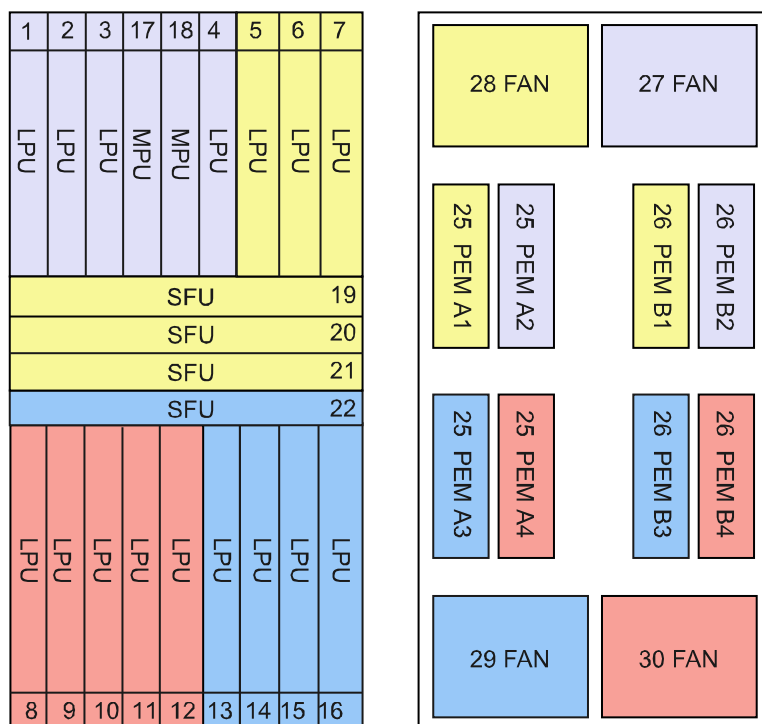 1 2 3 17 18 4 5 6 7
LPU LPU LPU MPU MPU LPU LPU LPU LPU
SFU 19
SFU 20
SFU 21
SFU 22
LPU LPU LPU LPU LPU LPU LPU LPU LPU
8 9 10 11 12 13 14 15 16
28 FAN 27 FAN
25 PEM A1 25 PEM A2 26 PEM B1 26 PEM B2
25 PEM A3 25 PEM A4 26 PEM B3 26 PEM B4
29 FAN 30 FAN